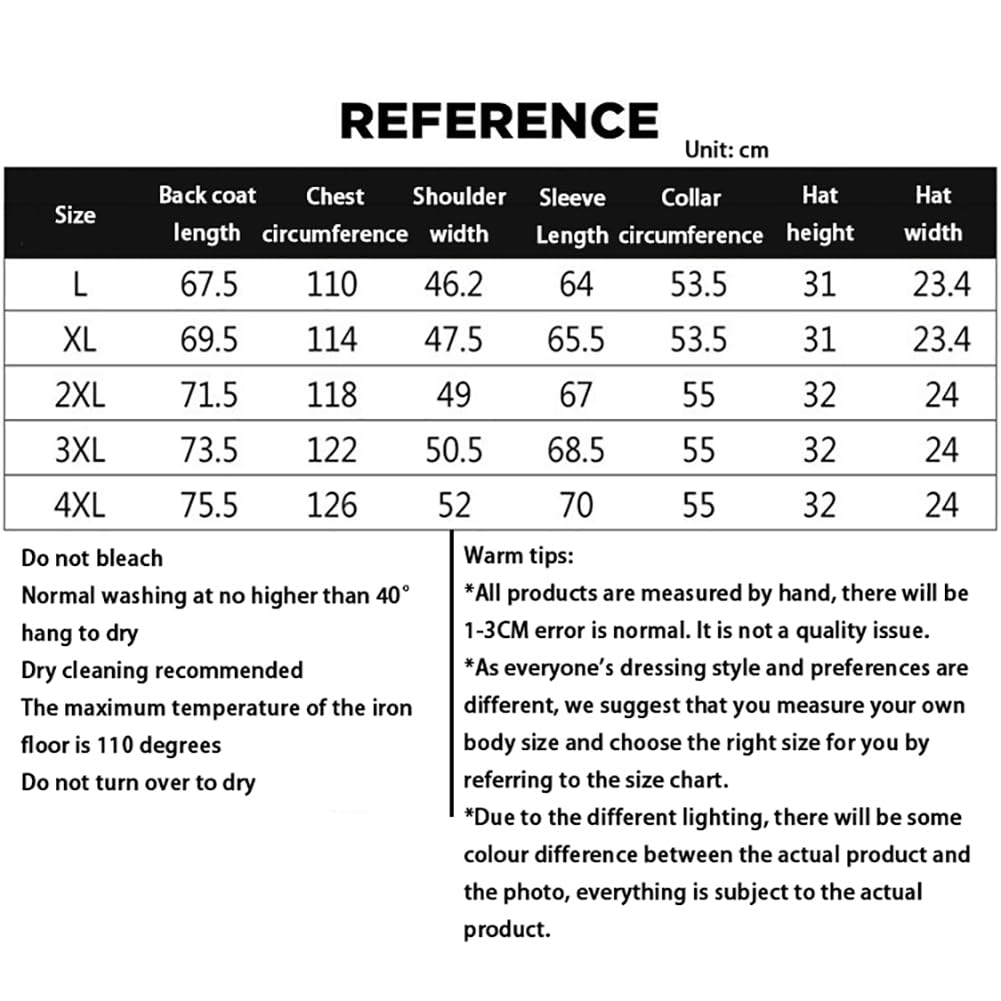 REFERENCE
Unit: cm
Size Back coat length Chest circumference Shoulder width Sleeve Length Collar circumference Hat height Hat width
L 67.5 110 46.2 64 53.5 31 23.4
XL 69.5 114 47.5 65.5 53.5 31 23.4
2XL 71.5 118 49 67 55 32 24
3XL 73.5 122 50.5 68.5 55 32 24
4XL 75.5 126 52 70 55 32 24
Do not bleach
Normal washing at no higher than 40°
hang to dry
Dry cleaning recommended
The maximum temperature of the iron
floor is 110 degrees
Do not turn over to dry
Warm tips:
*All products are measured by hand, there will be
1-3CM error is normal. It is not a quality issue.
*As everyone's dressing style and preferences are
different, we suggest that you measure your own
body size and choose the right size for you by
referring to the size chart.
*Due to the different lighting, there will be some
colour difference between the actual product and
the photo, everything is subject to the actual
product.